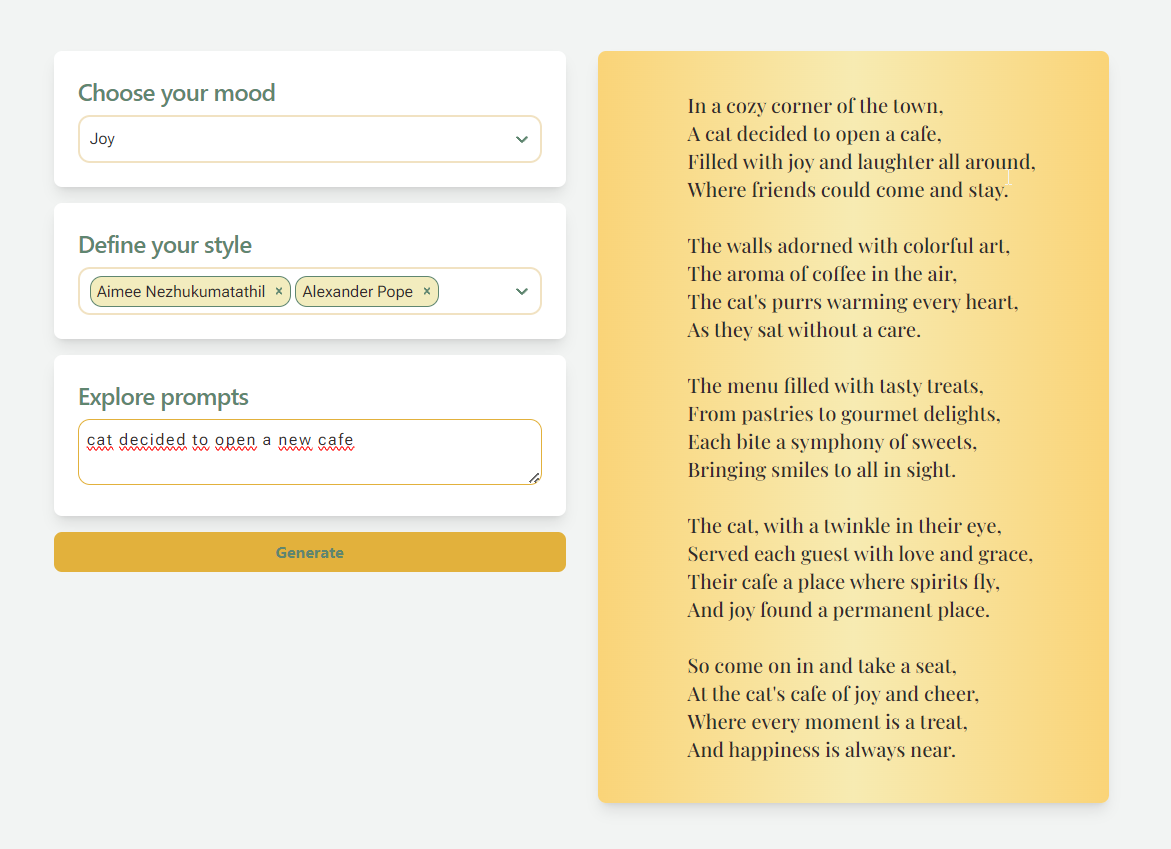 Choose your mood
Joy
Define your style
Aimee Nezhukumatathil × Alexander Pope ×
Explore prompts
cat decided to open a new cafe
Generate
In a cozy corner of the town,
A cat decided to open a cafe,
Filled with joy and laughter all around,
Where friends could come and stay.
The walls adorned with colorful art,
The aroma of coffee in the air,
The cat's purrs warming every heart,
As they sat without a care.
The menu filled with tasty treats,
From pastries to gourmet delights,
Each bite a symphony of sweets,
Bringing smiles to all in sight.
The cat, with a twinkle in their eye,
Served each guest with love and grace,
Their cafe a place where spirits fly,
And joy found a permanent place.
So come on in and take a seat,
At the cat's cafe of joy and cheer,
Where every moment is a treat,
And happiness is always near.